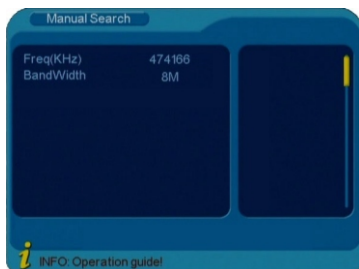 Manual Search
Freq(KHz) 474166
BandWidth 8M
i INFO: Operation guide!